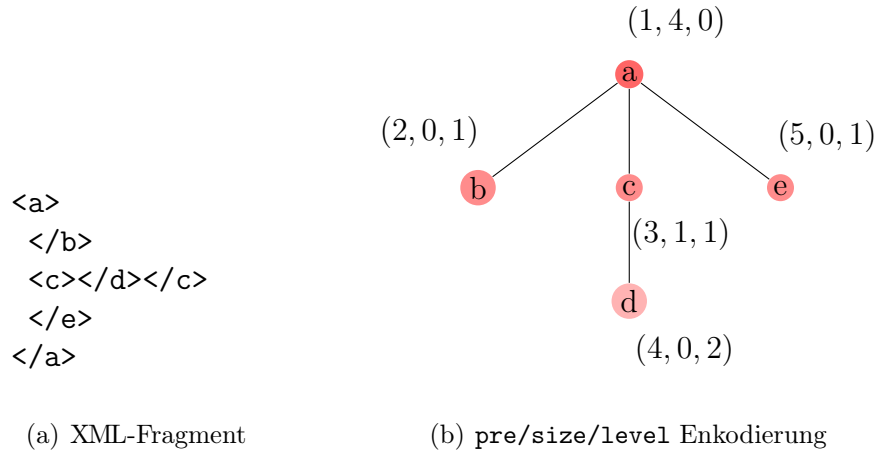 <a>
 </b>
 <c></d></c>
 </e>
</a>
(a) XML-Fragment
(1, 4, 0)
a
(2, 0, 1)
(5, 0, 1)
b
c
e
(3, 1, 1)
d
(4, 0, 2)
(b) pre/size/level Enkodierung